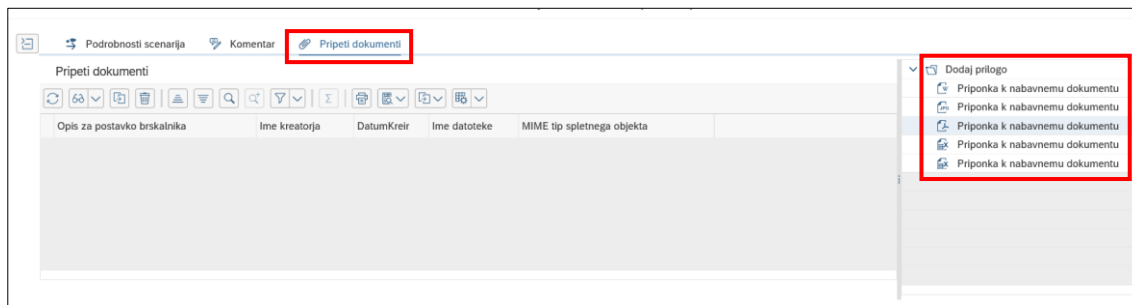 Podrobnosti scenarija Komentar Pripeti dokumenti
Pripeti dokumenti
Opis za postavko brskalnika Ime kreatorja DatumKreir Ime datoteke MIME tip spletnega objekta
Dodaj prilogo
Priponka k nabavnemu dokumentu
Priponka k nabavnemu dokumentu
Priponka k nabavnemu dokumentu
Priponka k nabavnemu dokumentu
Priponka k nabavnemu dokumentu